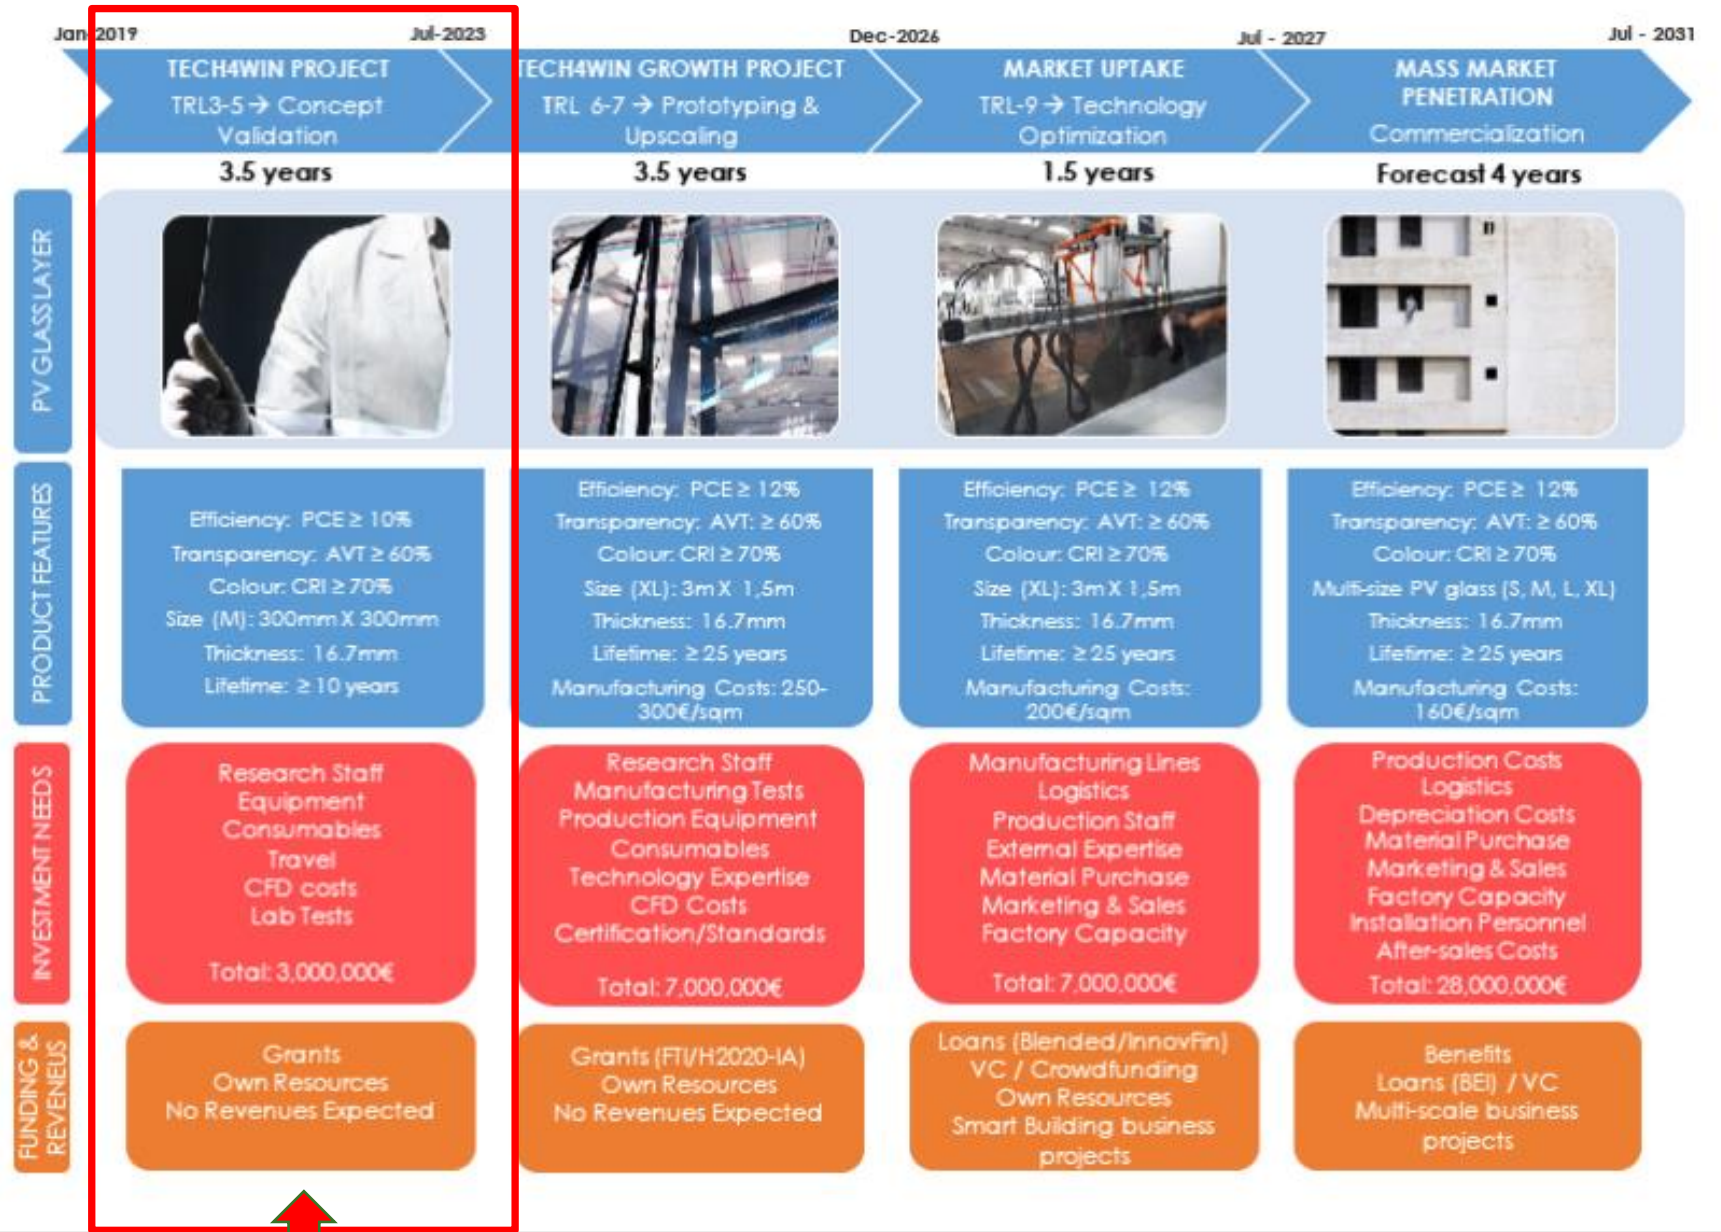 Jan-2019
Jul-2023
Dec-2026
Jul - 2027
Jul - 2031
TECH4WIN PROJECT
TRL3-5 → Concept
Validation
TECH4WIN GROWTH PROJECT
TRL 6-7 → Prototyping &
Upscaling
MARKET UPTAKE
TRL-9 → Technology
Optimization
MASS MARKET
PENETRATION
Commercialization
3.5 years
3.5 years
1.5 years
Forecast 4 years
PV GLASS LAYER
PRODUCT FEATURES
Efficiency: PCE ≥ 10%
Transparency: AVT ≥ 60%
Colour: CRI ≥ 70%
Size (M): 300mm X 300mm
Thickness: 16.7mm
Lifetime: ≥ 10 years
Efficiency: PCE ≥ 12%
Transparency: AVT: ≥ 60%
Colour: CRI ≥ 70%
Size (XL): 3m X 1,5m
Thickness: 16.7mm
Lifetime: ≥ 25 years
Manufacturing Costs: 250-
300€/sqm
Efficiency: PCE ≥ 12%
Transparency: AVT: ≥ 60%
Colour: CRI ≥ 70%
Size (XL): 3m X 1,5m
Thickness: 16.7mm
Lifetime: ≥ 25 years
Manufacturing Costs:
200€/sqm
Efficiency: PCE ≥ 12%
Transparency: AVT: ≥ 60%
Colour: CRI ≥ 70%
Multi-size PV glass (S, M, L, XL)
Thickness: 16.7mm
Lifetime: ≥ 25 years
Manufacturing Costs:
160€/sqm
INVESTMENT NEEDS
Research Staff
Equipment
Consumables
Travel
CFD costs
Lab Tests
Total: 3,000,000€
Research Staff
Manufacturing Tests
Production Equipment
Consumables
Technology Expertise
CFD Costs
Certification/Standards
Total: 7,000,000€
Manufacturing Lines
Logistics
Production Staff
External Expertise
Material Purchase
Marketing & Sales
Factory Capacity
Total: 7,000,000€
Production Costs
Logistics
Depreciation Costs
Material Purchase
Marketing & Sales
Factory Capacity
Installation Personnel
After-sales Costs
Total: 28,000,000€
FUNDING &
REVENEUS
Grants
Own Resources
No Revenues Expected
Grants (FTI/H2020-IA)
Own Resources
No Revenues Expected
Loans (Blended/InnovFin)
VC / Crowdfunding
Own Resources
Smart Building business
projects
Benefits
Loans (BEI) / VC
Multi-scale business
projects